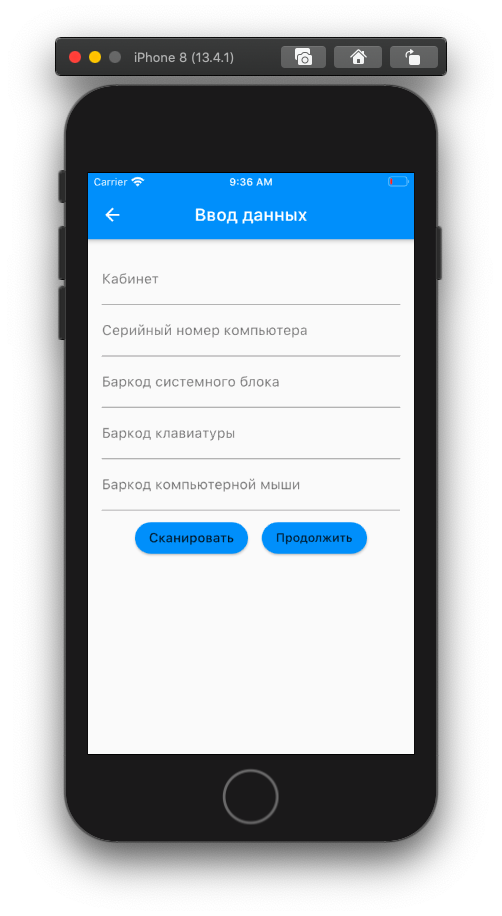 iPhone 8 (13.4.1)
Carrier 9:36 AM
Ввод данных
Кабинет
Серийный номер компьютера
Баркод системного блока
Баркод клавиатуры
Баркод компьютерной мыши
Сканировать Продолжить